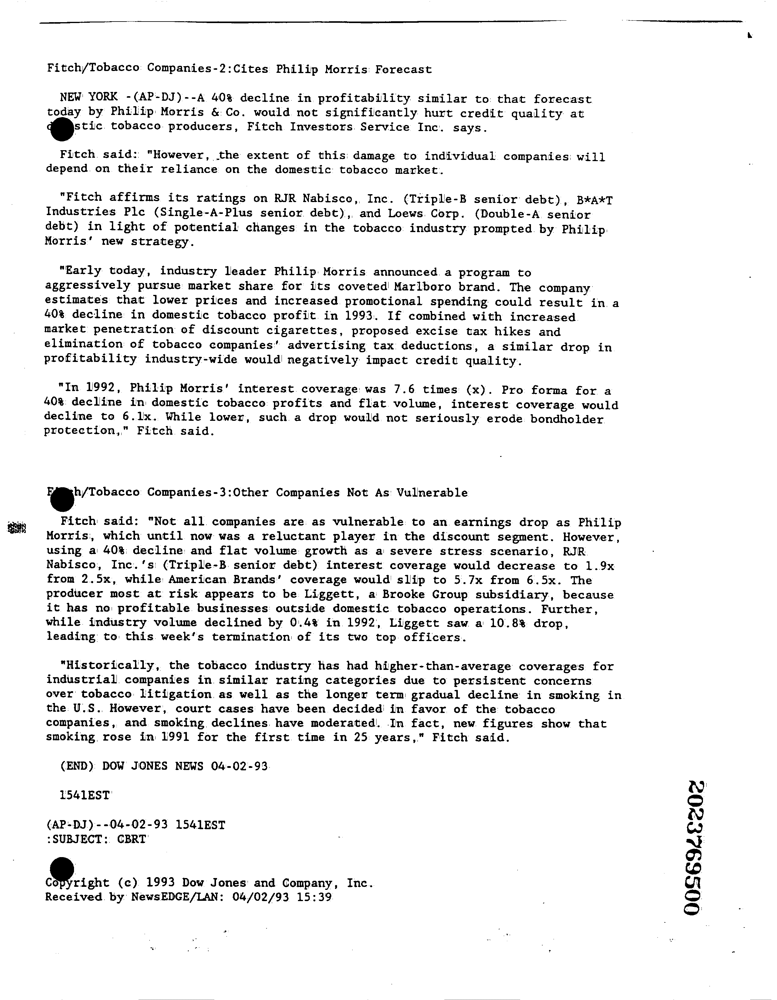 Fitch/Tobacco Companies-2:Cites Philip Morris Forecast
NEW YORK -(AP-DJ)--A 40% decline in profitability similar to that forecast
today by Philip Morris & Co. would not significantly hurt credit quality at
stic tobacco producers, Fitch Investors Service Inc. says.
Fitch said: "However, the extent of this damage to individual companies will
depend on their reliance on the domestic tobacco market.
"Fitch affirms its ratings on RJR Nabisco, Inc. (Triple-B senior debt), B*A*T
Industries Plc (Single-A-Plus senior debt), and Loews Corp. (Double-A senior
debt) in light of potential changes in the tobacco industry prompted by Philip
Morris' new strategy.
"Early today, industry leader Philip Morris announced a program to
aggressively pursue market share for its coveted Marlboro brand. The company
estimates that lower prices and increased promotional spending could result in a
40% decline in domestic tobacco profit in 1993. If combined with increased
market penetration of discount cigarettes, proposed excise tax hikes and
elimination of tobacco companies' advertising tax deductions, a similar drop in
profitability industry-wide would negatively impact credit quality.
"In 1992, Philip Morris' interest coverage was 7.6 times (x). Pro forma for a
40% decline in domestic tobacco profits and flat volume, interest coverage would
decline to 6.1x. While lower, such a drop would not seriously erode bondholder
protection," Fitch said.
h/Tobacco Companies-3:Other Companies Not As Vulnerable
Fitch said: "Not all companies are as vulnerable to an earnings drop as Philip
Morris, which until now was a reluctant player in the discount segment. However,
using a 40% decline and flat volume growth as a severe stress scenario, RJR
Nabisco, Inc.'s (Triple-B senior debt) interest coverage would decrease to 1.9x
from 2.5x, while American Brands' coverage would slip to 5.7x from 6.5x. The
producer most at risk appears to be Liggett, a Brooke Group subsidiary, because
it has no profitable businesses outside domestic tobacco operations. Further,
while industry volume declined by 0.4% in 1992, Liggett saw a 10.8% drop,
leading to this week's termination of its two top officers.
"Historically, the tobacco industry has had higher-than-average coverages for
industrial companies in similar rating categories due to persistent concerns
over tobacco litigation as well as the longer term gradual decline in smoking in
the U.S. However, court cases have been decided in favor of the tobacco
companies, and smoking declines have moderated. In fact, new figures show that
smoking rose in 1991 for the first time in 25 years," Fitch said.
(END) DOW JONES NEWS 04-02-93
1541EST
(AP-DJ)--04-02-93 1541EST
:SUBJECT: CBRT
Copyright (c) 1993 Dow Jones and Company, Inc.
Received by NewsEDGE/LAN: 04/02/93 15:39
2023769500